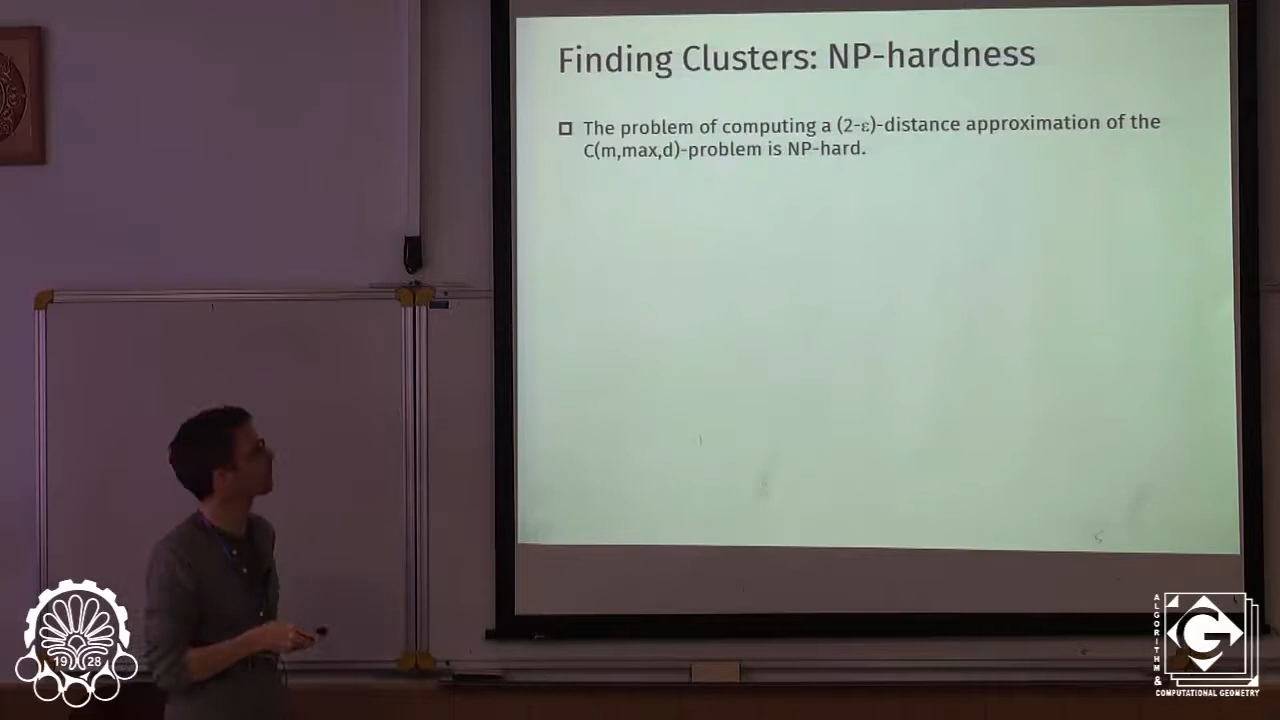 Finding Clusters: NP-hardness
The problem of computing a (2-ε)-distance approximation of the
C(m,max,d)-problem is NP-hard.
19 28
ALGORITHM &
G
COMPUTATIONAL GEOMETRY